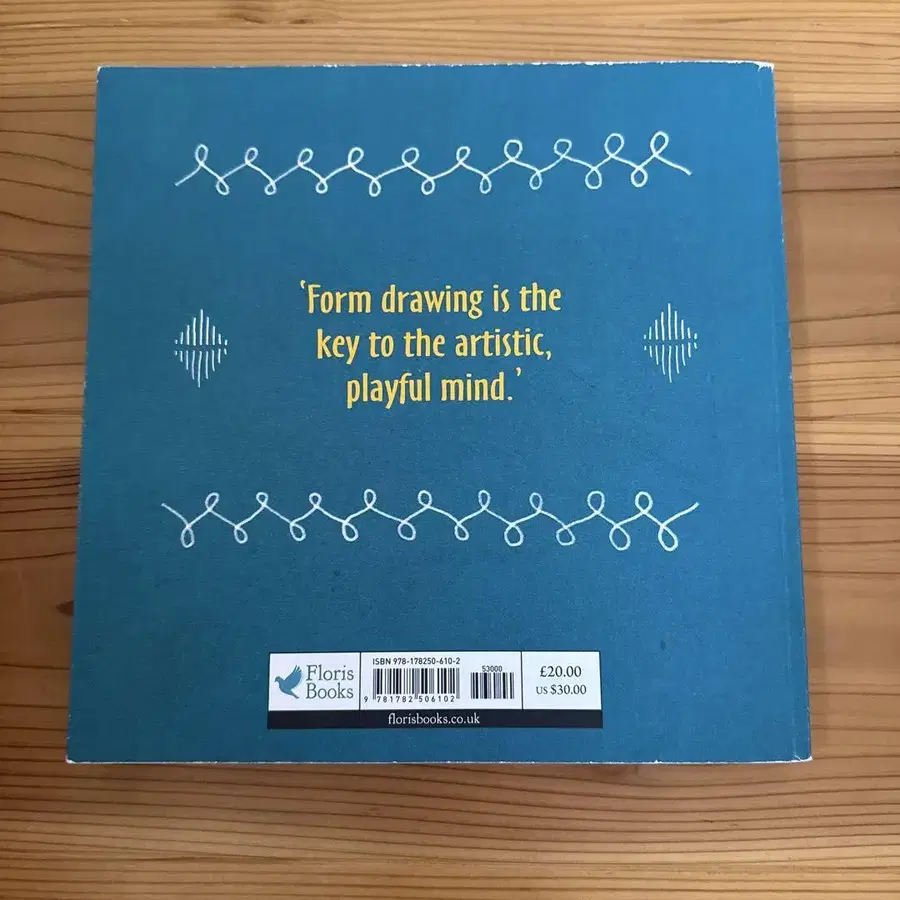 ‘Form drawing is the
key to the artistic,
playful mind.’
Floris
Books
ISBN 978-178250-610-2
53000
9 781782 506102
£20.00
US $30.00
florisbooks.co.uk